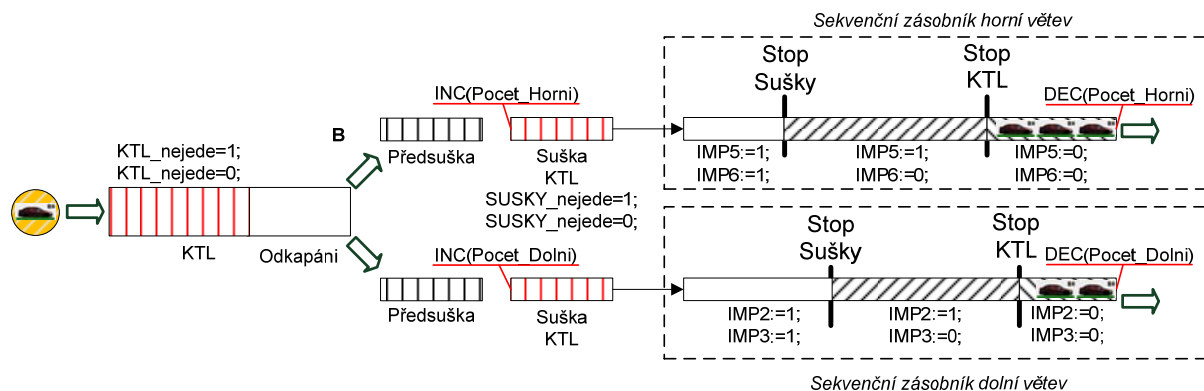 Sekvenční zásobník horní větev
Stop
Sušky
Stop
KTL
INC(Pocet_Horni)
DEC(Pocet_Horni)
B
KTL_nejede=1;
KTL_nejede=0;
Předsuška
Suška
KTL
SUSKY_nejede=1;
SUSKY_nejede=0;
IMP5:=1;
IMP6:=1;
IMP5:=1;
IMP6:=0;
IMP5:=0;
IMP6:=0;
KTL
Odkapáni
Stop
Sušky
Stop
KTL
INC(Pocet_Dolni)
DEC(Pocet_Dolni)
Předsuška
Suška
KTL
IMP2:=1;
IMP3:=1;
IMP2:=1;
IMP3:=0;
IMP2:=0;
IMP3:=0;
Sekvenční zásobník dolní větev